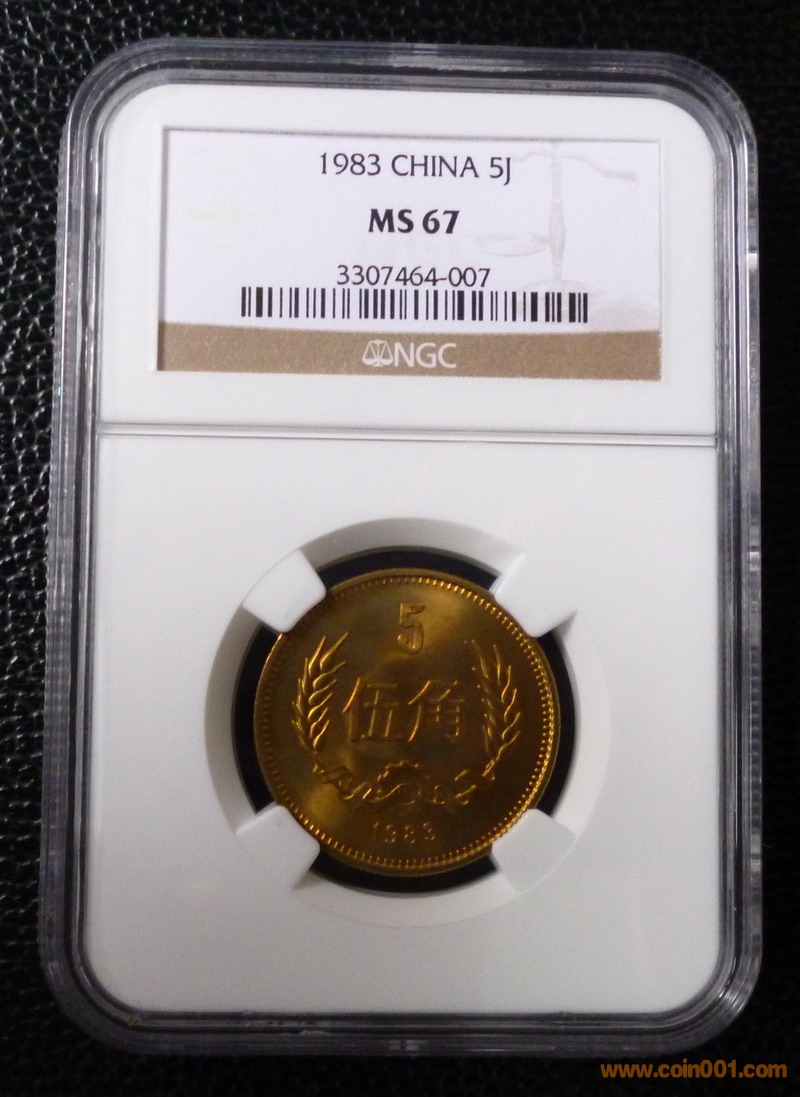 1983 CHINA 5J
MS 67
3307464-007
NGC
5
伍角
1983
www.coin001.com